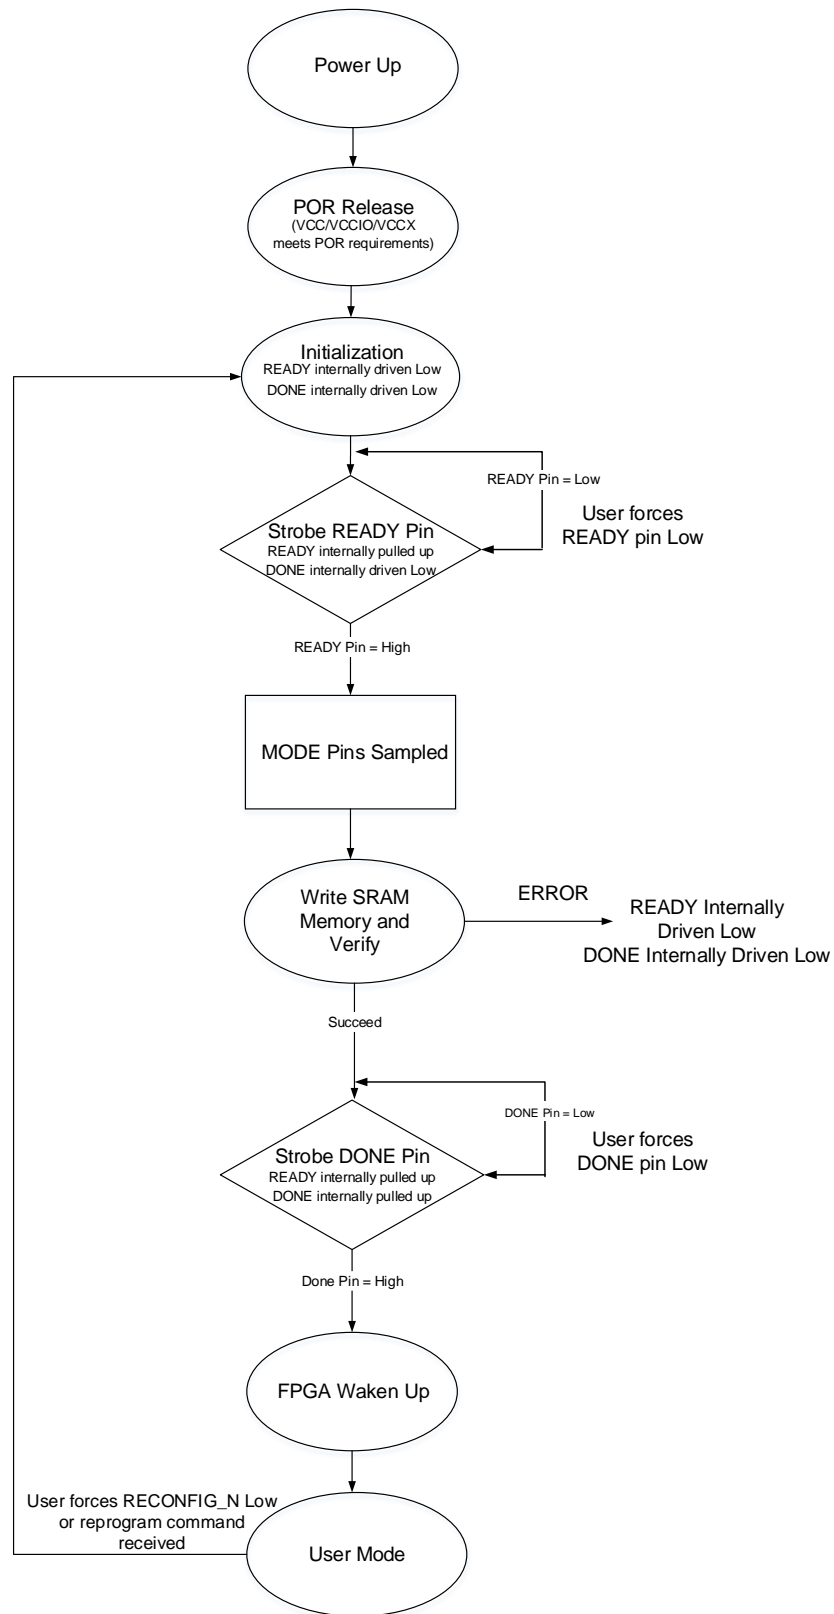 Power Up
POR Release
(VCC/VCCIO/VCCX
meets POR requirements)
Initialization
READY internally driven Low
DONE internally driven Low
READY Pin = Low
User forces
READY pin Low
Strobe READY Pin
READY internally pulled up
DONE internally driven Low
READY Pin = High
MODE Pins Sampled
Write SRAM
Memory and
Verify
ERROR
READY Internally
Driven Low
DONE Internally Driven Low
Succeed
DONE Pin = Low
User forces
DONE pin Low
Strobe DONE Pin
READY internally pulled up
DONE internally pulled up
Done Pin = High
FPGA Waken Up
User forces RECONFIG_N Low
or reprogram command
received
User Mode